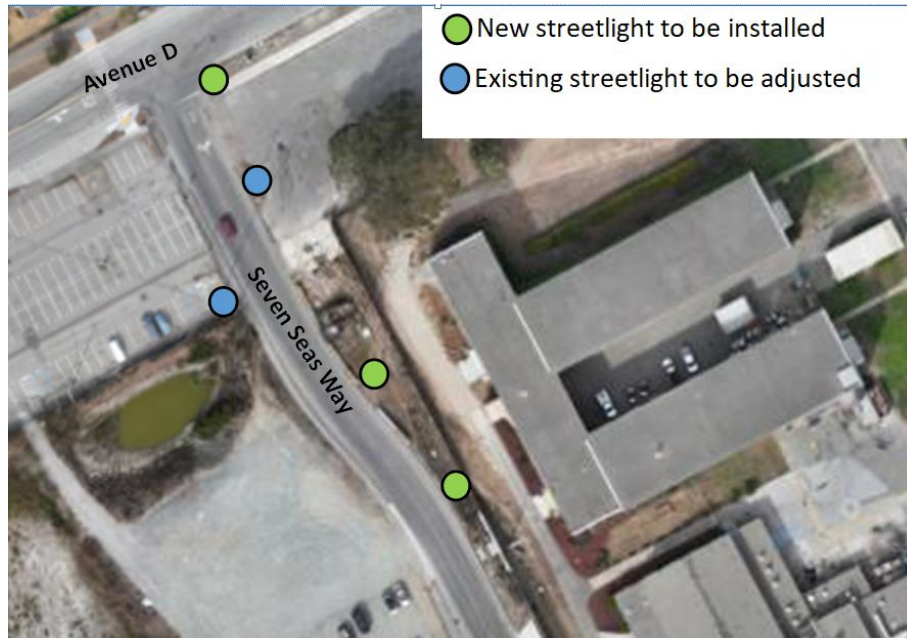 New streetlight to be installed
Existing streetlight to be adjusted
Avenue D
Seven Seas Way